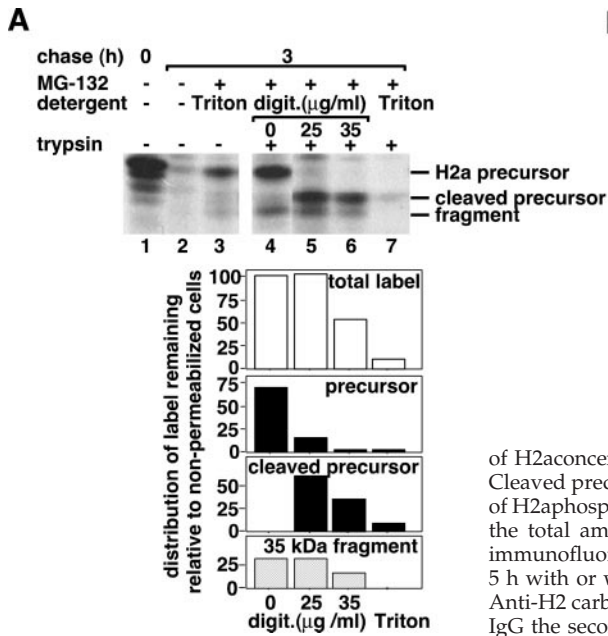 A
chase (h) 0 3
MG-132 - - + + + + +
detergent - - Triton digit.(μg/ml) Triton
0 25 35
trypsin - - - + + + +
H2a precursor
cleaved precursor
fragment
1 2 3 4 5 6 7
distribution of label remaining
relative to non-permeabilized cells
total label
100
75
50
25
0
precursor
75
50
25
0
cleaved precursor
50
25
0
35 kDa fragment
25
0
0 25 35 Triton
digit.(μg/ml)
of H2aconcer
Cleaved prec
of H2aphosp
the total am
immunofluor
5 h with or w
Anti-H2 carb
IgG the secon